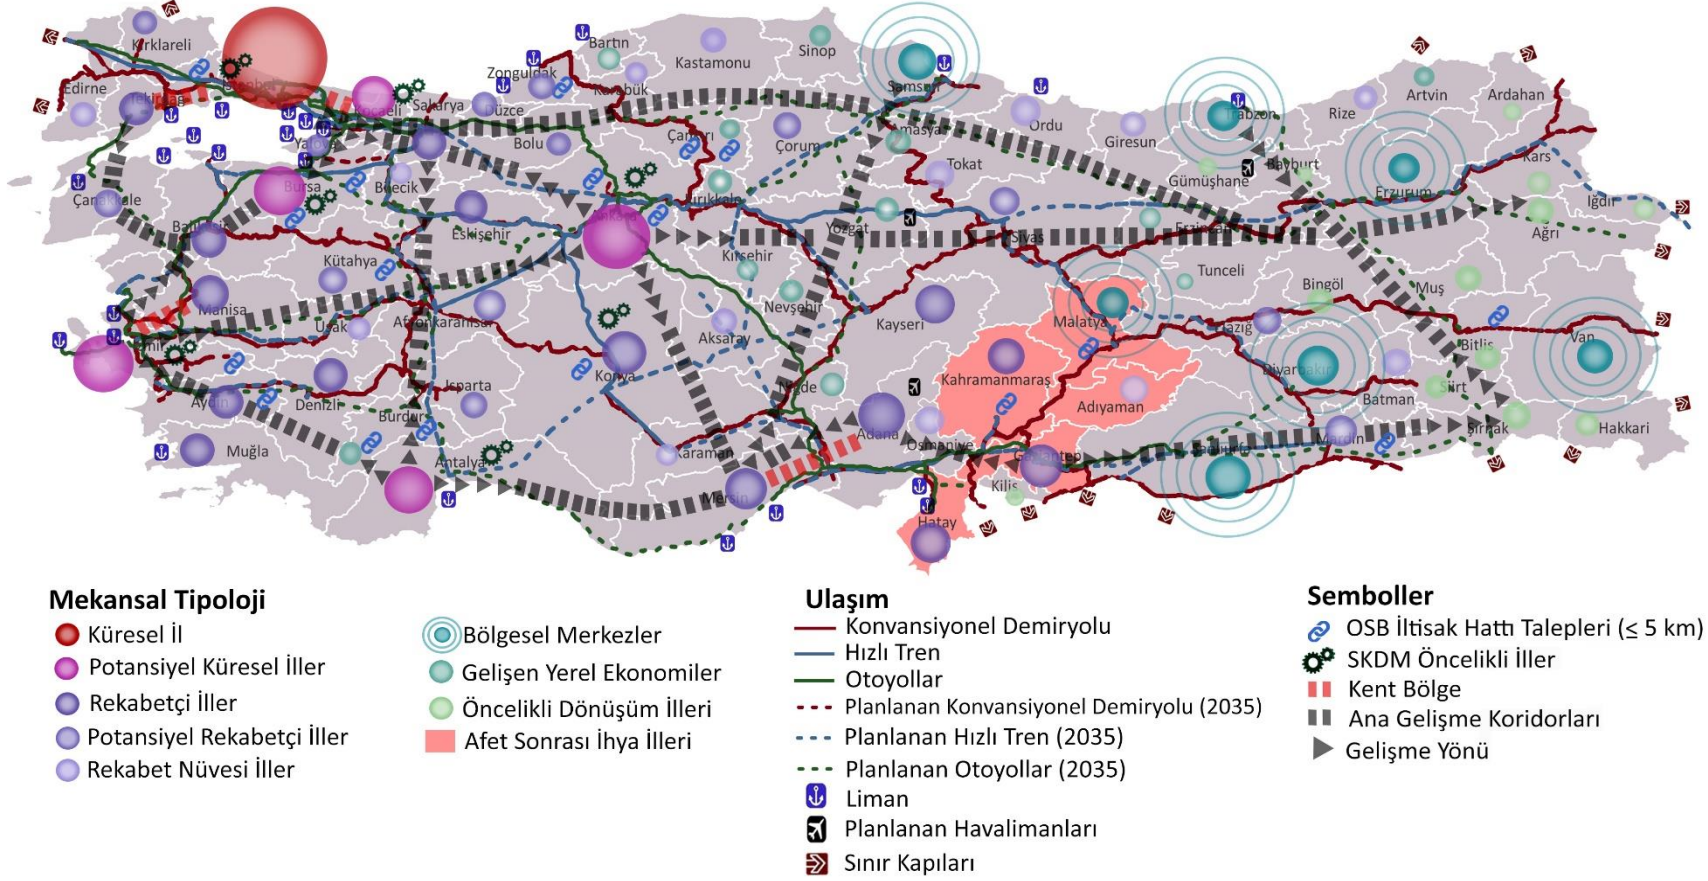 Kırklareli
Edirne
Tekirdağ
İstanbul
Kocaeli
Sakarya
Yalova
Düzce
Zonguldak
Bartın
Karabük
Kastamonu
Sinop
Samsun
Ordu
Giresun
Trabzon
Rize
Artvin
Ardahan
Kars
Iğdır
Ağrı
Erzurum
Bayburt
Gümüşhane
Amasya
Tokat
Çorum
Çankırı
Bolu
Bilecik
Bursa
Çanakkale
Balıkesir
Kütahya
Eskişehir
Ankara
Kırıkkale
Yozgat
Sivas
Erzincan
Tunceli
Bingöl
Muş
Bitlis
Van
Siirt
Batman
Diyarbakır
Elazığ
Malatya
Kayseri
Kırşehir
Nevşehir
Aksaray
Konya
Afyonkarahisar
Uşak
Manisa
İzmir
Aydın
Denizli
Isparta
Burdur
Muğla
Antalya
Karaman
Niğde
Mersin
Adana
Osmaniye
Kahramanmaraş
Adıyaman
Gaziantep
Kilis
Hatay
Şanlıurfa
Mardin
Şırnak
Hakkari
Mekansal Tipoloji
Küresel İl
Potansiyel Küresel İller
Rekabetçi İller
Potansiyel Rekabetçi İller
Rekabet Nüvesi İller
Bölgesel Merkezler
Gelişen Yerel Ekonomiler
Öncelikli Dönüşüm İlleri
Afet Sonrası İhya İlleri
Ulaşım
Konvansiyonel Demiryolu
Hızlı Tren
Otoyollar
Planlanan Konvansiyonel Demiryolu (2035)
Planlanan Hızlı Tren (2035)
Planlanan Otoyollar (2035)
Liman
Planlanan Havalimanları
Sınır Kapıları
Semboller
OSB İltisak Hattı Talepleri (≤ 5 km)
SKDM Öncelikli İller
Kent Bölge
Ana Gelişme Koridorları
Gelişme Yönü